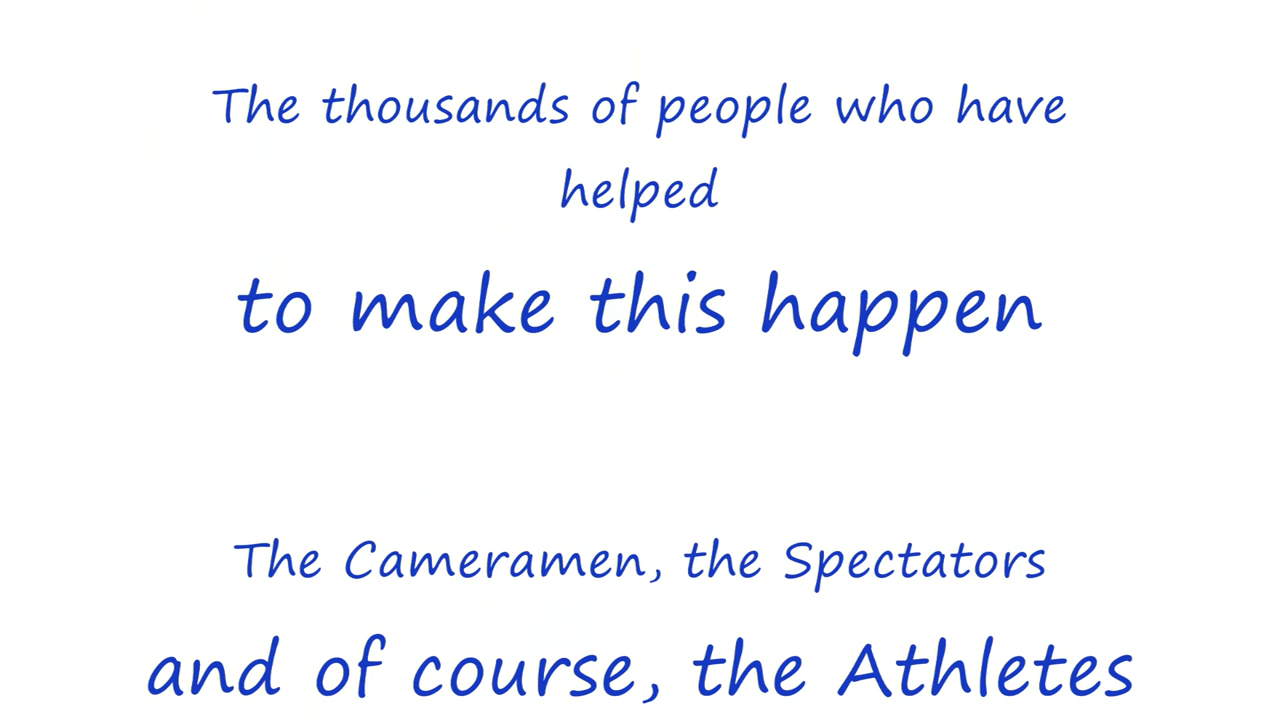 The thousands of people who have
helped
to make this happen
The Cameramen, the Spectators
and of course, the Athletes